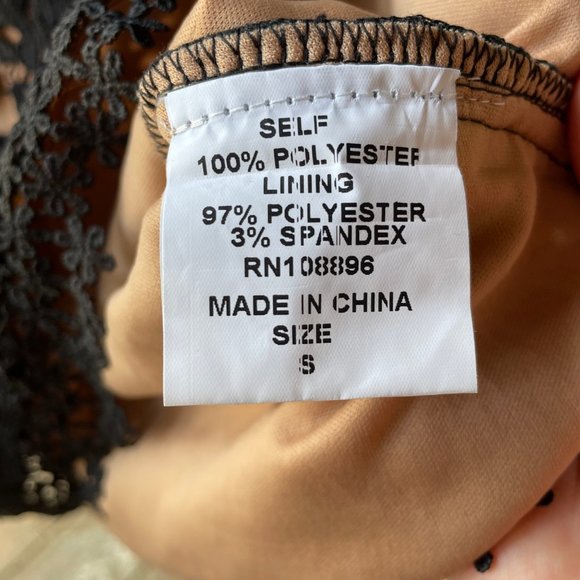 SELF
100% POLYESTER
LINING
97% POLYESTER
3% SPANDEX
RN108896
MADE IN CHINA
SIZE
S